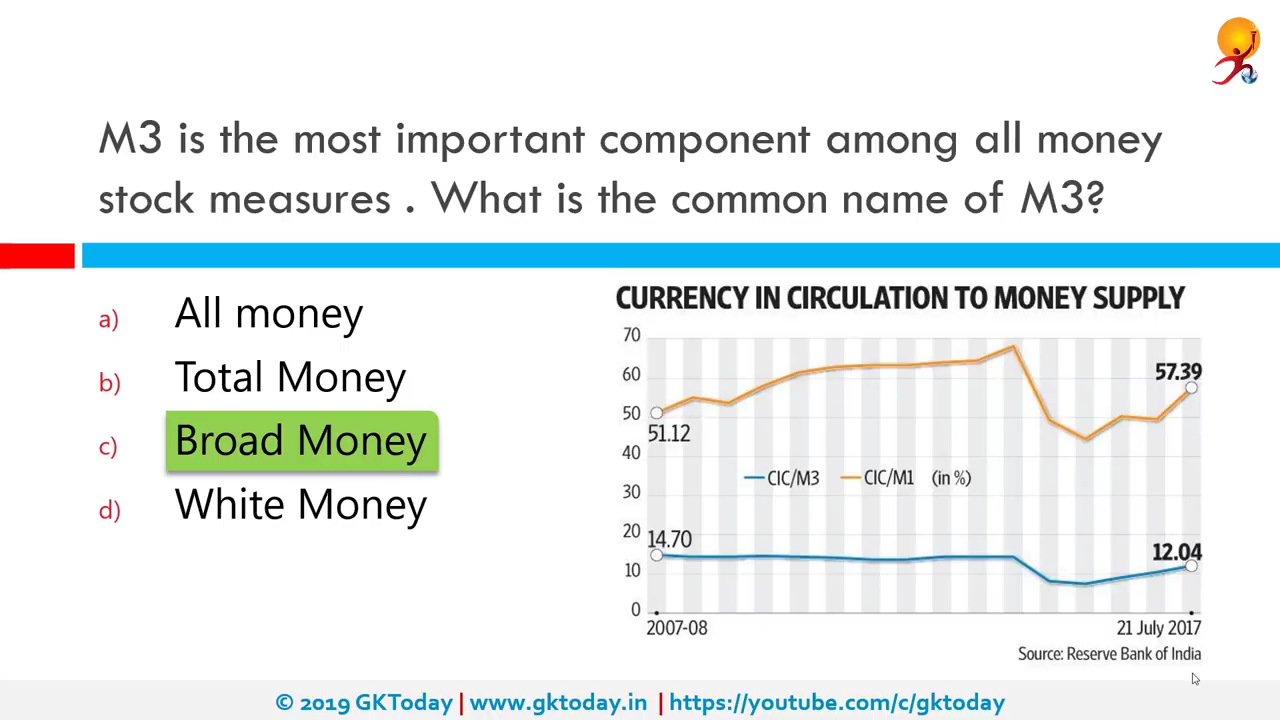 M3 is the most important component among all money
stock measures . What is the common name of M3?
a) All money
b) Total Money
c) Broad Money
d) White Money
CURRENCY IN CIRCULATION TO MONEY SUPPLY
70
60
50
40
30
20
10
0
57.39
51.12
CIC/M3 CIC/M1 (in %)
14.70
12.04
2007-08 21 July 2017
Source: Reserve Bank of India
© 2019 GKToday | www.gktoday.in | https://youtube.com/c/gktoday